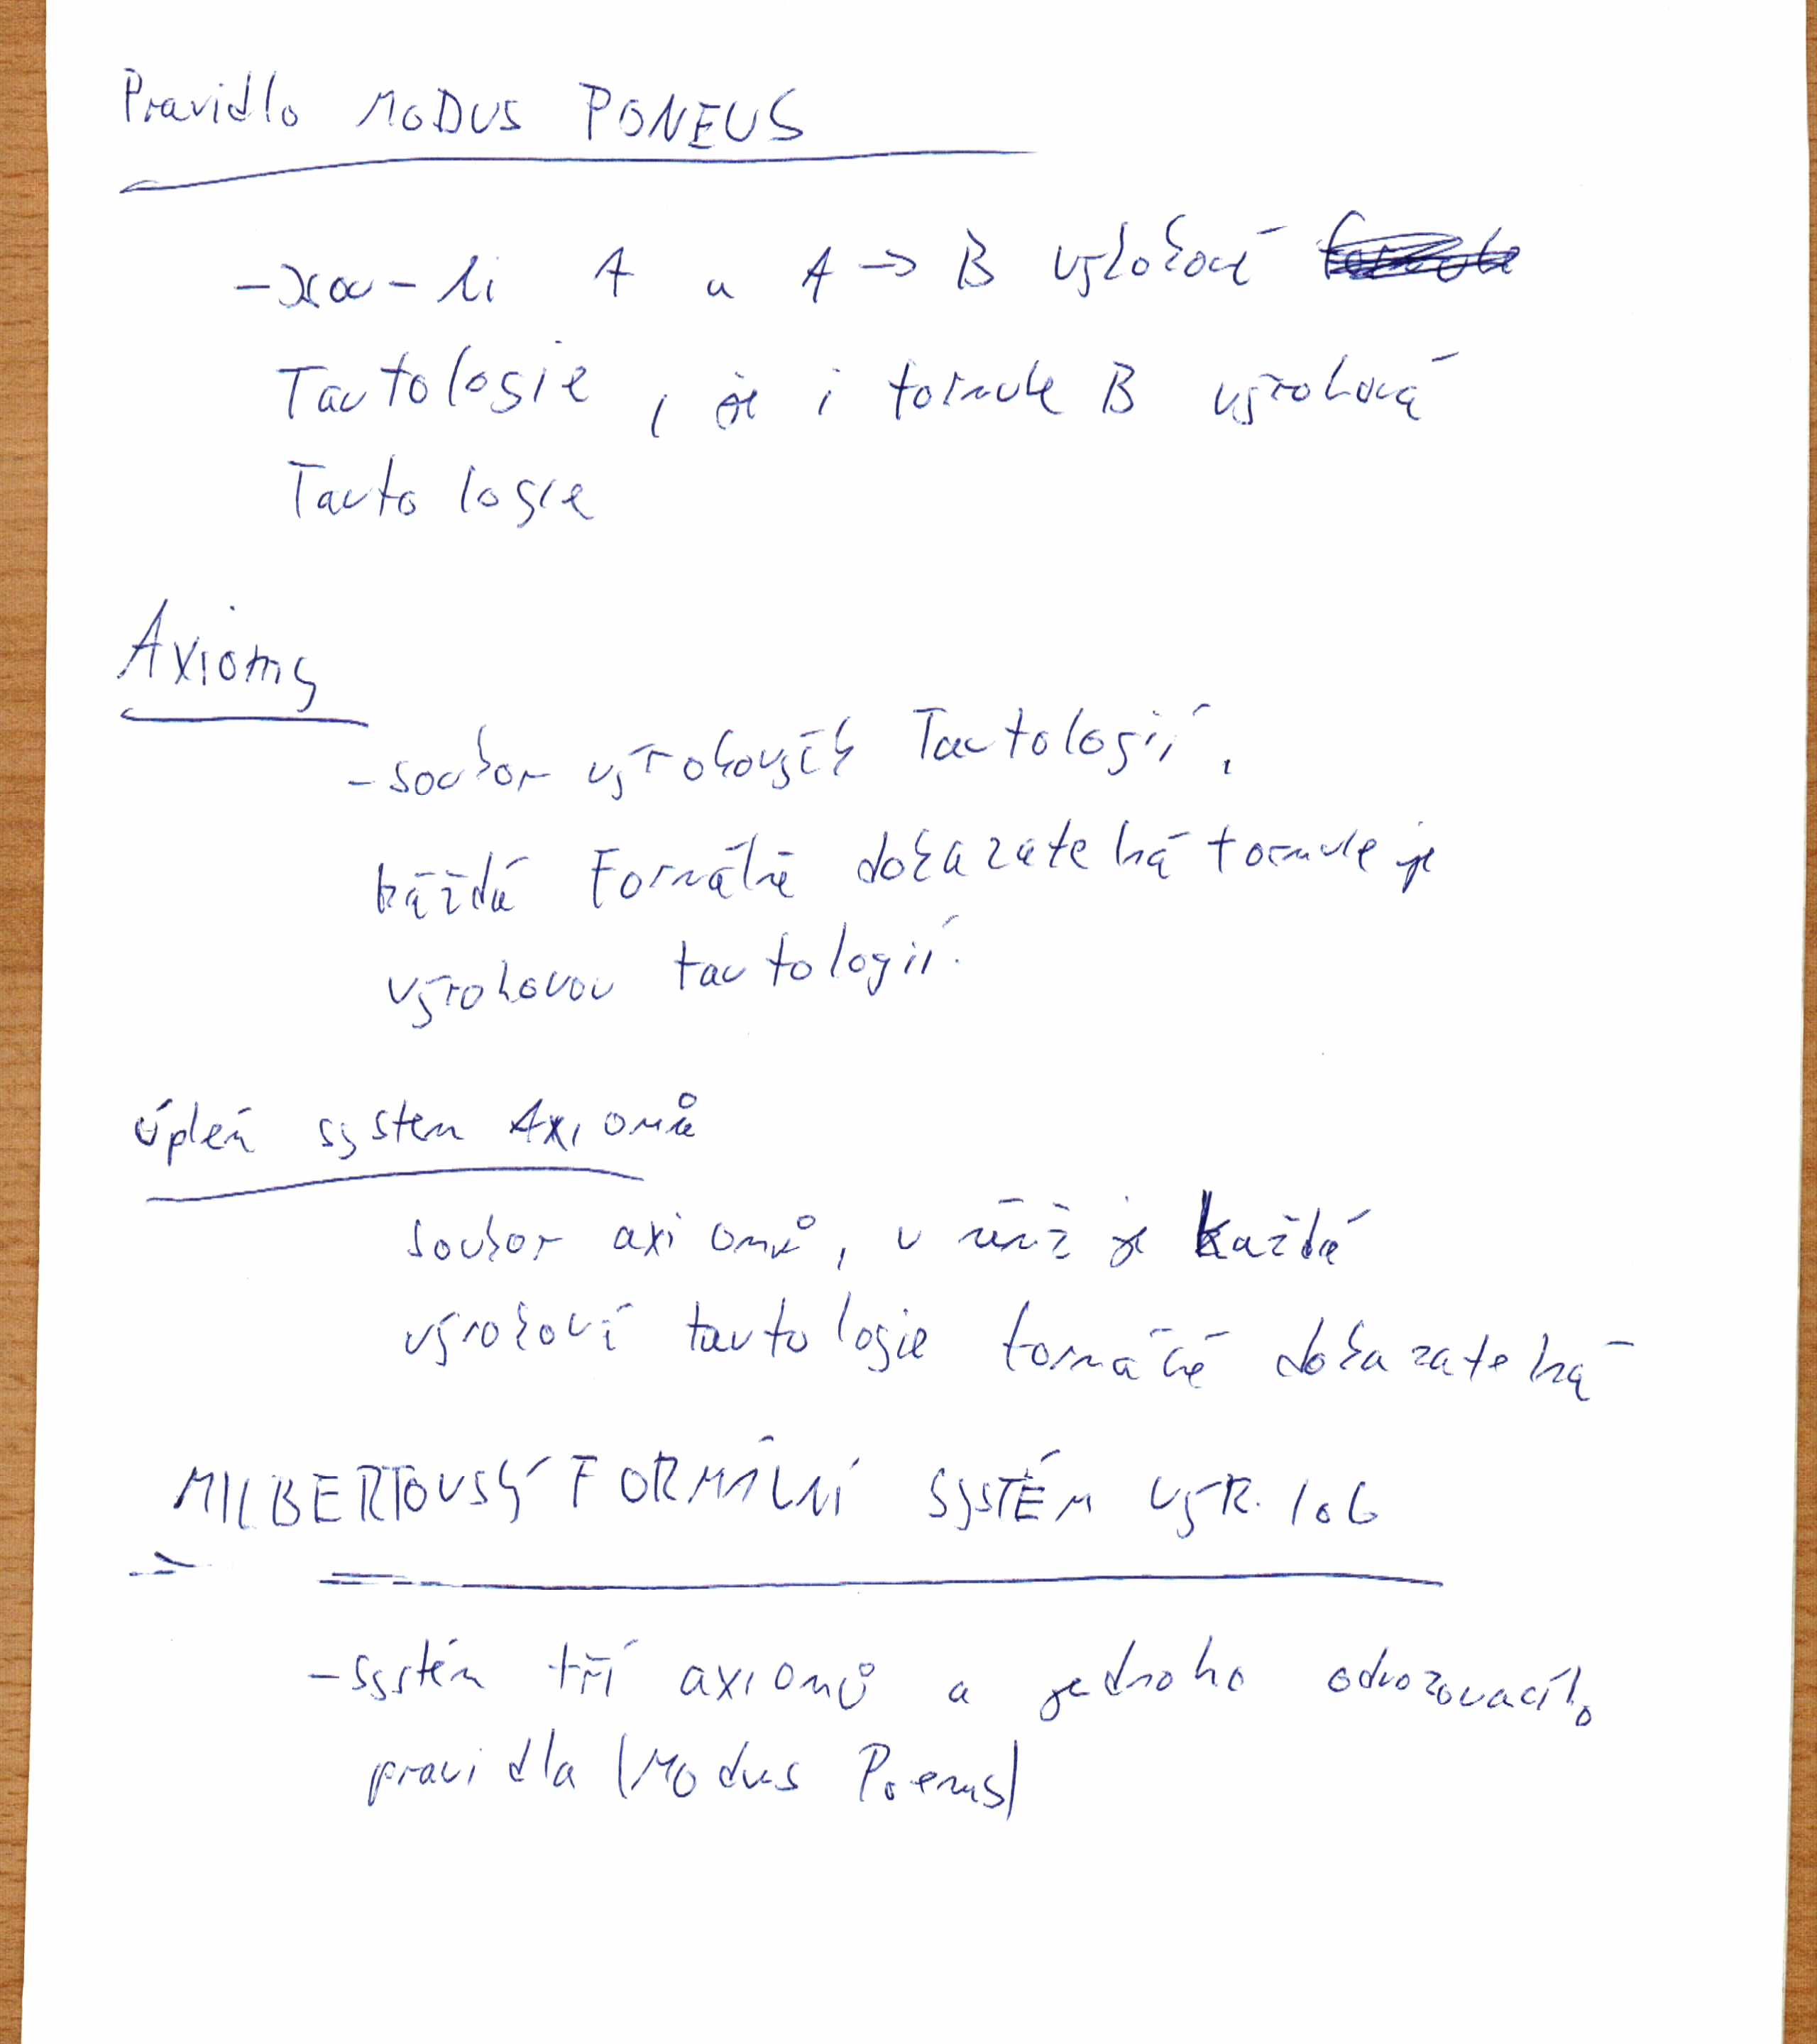 Pravidlo MODUS PONENS
- jsou-li A a A → B výrokové
Tautologie, je i formule B výroková
Tautologie
Axiomy
- soubor výrokových Tautologií,
každá Formálně dokazatelná formule je
výrokovou tautologií.
úplný systém Axiomů
soubor axiomů, v němž je každá
výroková tautologie formálně dokazatelná
HILBERTOVSKÝ FORMÁLNÍ SYSTÉM VÝR. LOG
- systém tří axiomů a jednoho odvozovacího
pravidla (Modus Poenus)